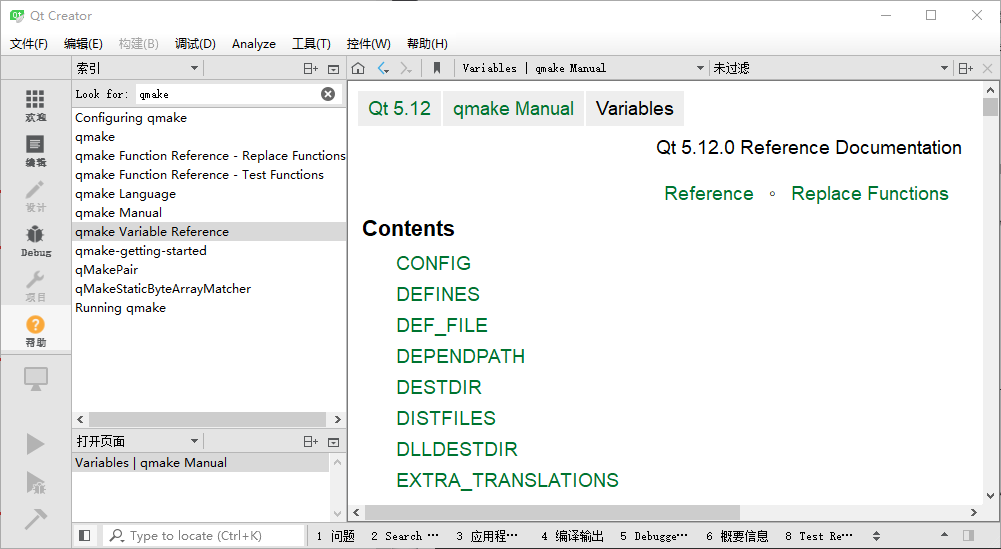 Qt Creator
文件(F) 编辑(E) 构建(B) 调试(D) Analyze 工具(T) 控件(W) 帮助(H)
索引 Variables | qmake Manual 未过滤
Look for: qmake
欢迎
编辑
设计
Debug
项目
帮助
Configuring qmake
qmake
qmake Function Reference - Replace Functions
qmake Function Reference - Test Functions
qmake Language
qmake Manual
qmake Variable Reference
qmake-getting-started
qMakePair
qMakeStaticByteArrayMatcher
Running qmake
打开页面
Variables | qmake Manual
Qt 5.12 qmake Manual Variables
Qt 5.12.0 Reference Documentation
Reference ∘ Replace Functions
Contents
CONFIG
DEFINES
DEF_FILE
DEPENDPATH
DESTDIR
DISTFILES
DLLDESTDIR
EXTRA_TRANSLATIONS
Type to locate (Ctrl+K) 1 问题 2 Search ⋯ 3 应用程⋯ 4 编译输出 5 Debugge⋯ 6 概要信息 8 Test Re⋯